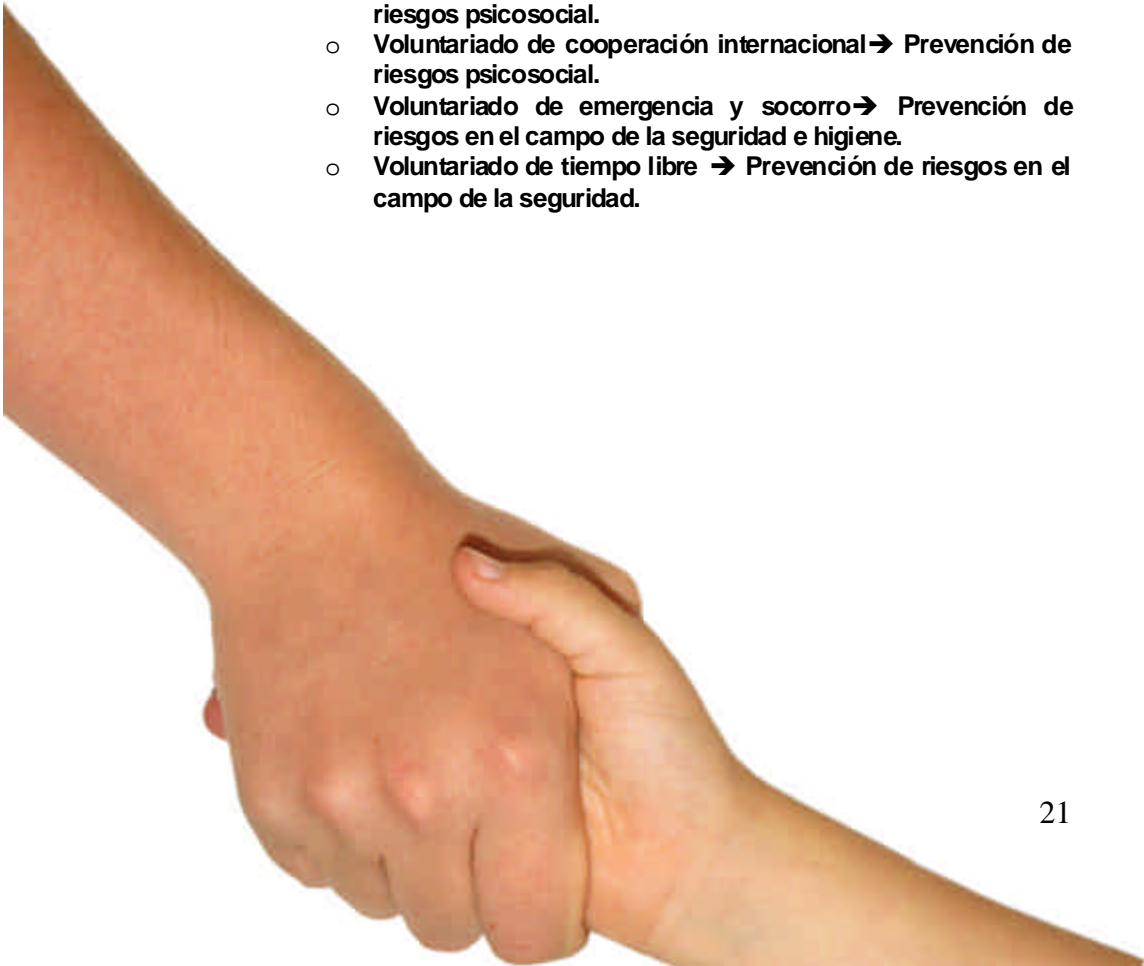 riesgos psicosocial.
o Voluntariado de cooperación internacional➔ Prevención de
riesgos psicosocial.
o Voluntariado de emergencia y socorro➔ Prevención de
riesgos en el campo de la seguridad e higiene.
o Voluntariado de tiempo libre ➔ Prevención de riesgos en el
campo de la seguridad.
21